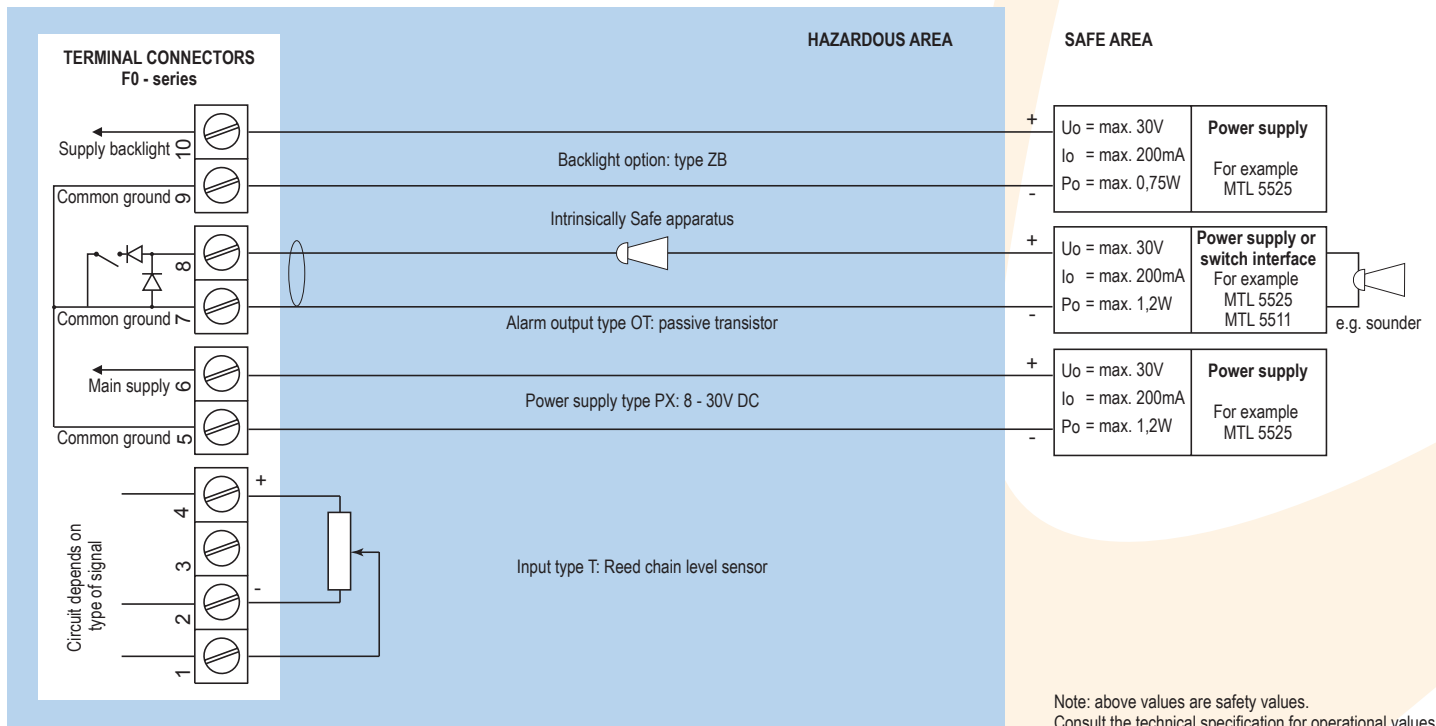 HAZARDOUS AREA
SAFE AREA
TERMINAL CONNECTORS
F0 - series
10
Supply backlight
9
Common ground
8
7
Common ground
6
Main supply
5
Common ground
4
3
2
1
Circuit depends on
type of signal
+
-
Backlight option: type ZB
Intrinsically Safe apparatus
Alarm output type OT: passive transistor
Power supply type PX: 8 - 30V DC
Input type T: Reed chain level sensor
+
-
Uo = max. 30V
Io = max. 200mA
Po = max. 0,75W
Power supply
For example
MTL 5525
+
-
Uo = max. 30V
Io = max. 200mA
Po = max. 1,2W
Power supply or
switch interface
For example
MTL 5525
MTL 5511
e.g. sounder
+
-
Uo = max. 30V
Io = max. 200mA
Po = max. 1,2W
Power supply
For example
MTL 5525
Note: above values are safety values.
Consult the technical specification for operational values